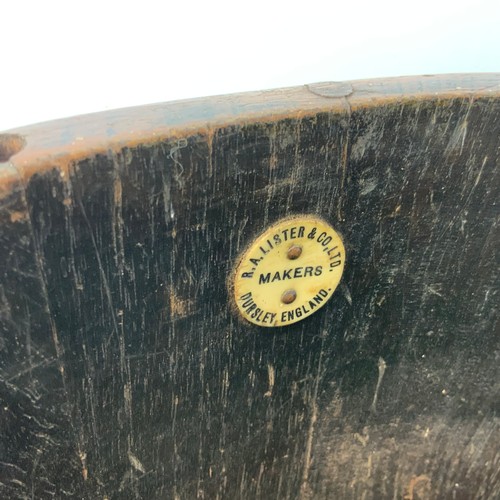 R.A. LISTER & CO, LTD.
MAKERS
DURSLEY, ENGLAND.